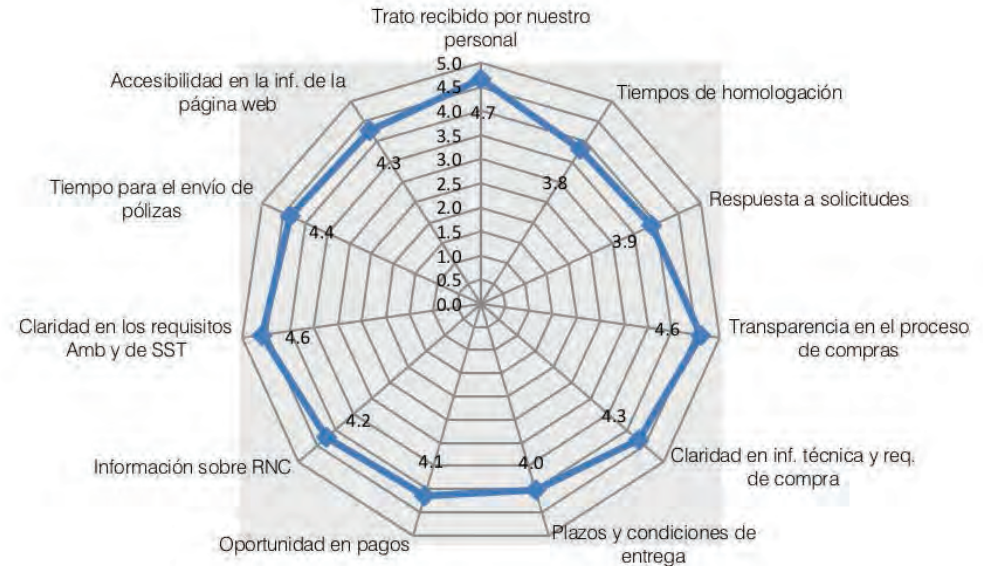 Trato recibido por nuestro
personal
Accesibilidad en la inf. de la
página web
Tiempos de homologación
Tiempo para el envío de
pólizas
Respuesta a solicitudes
Claridad en los requisitos
Amb y de SST
Transparencia en el proceso
de compras
Información sobre RNC
Claridad en inf. técnica y req.
de compra
Oportunidad en pagos
Plazos y condiciones de
entrega
5.0
4.5
4.0
3.5
3.0
2.5
2.0
1.5
1.0
0.5
0.0
4.7
3.8
3.9
4.6
4.3
4.0
4.1
4.2
4.6
4.4
4.3